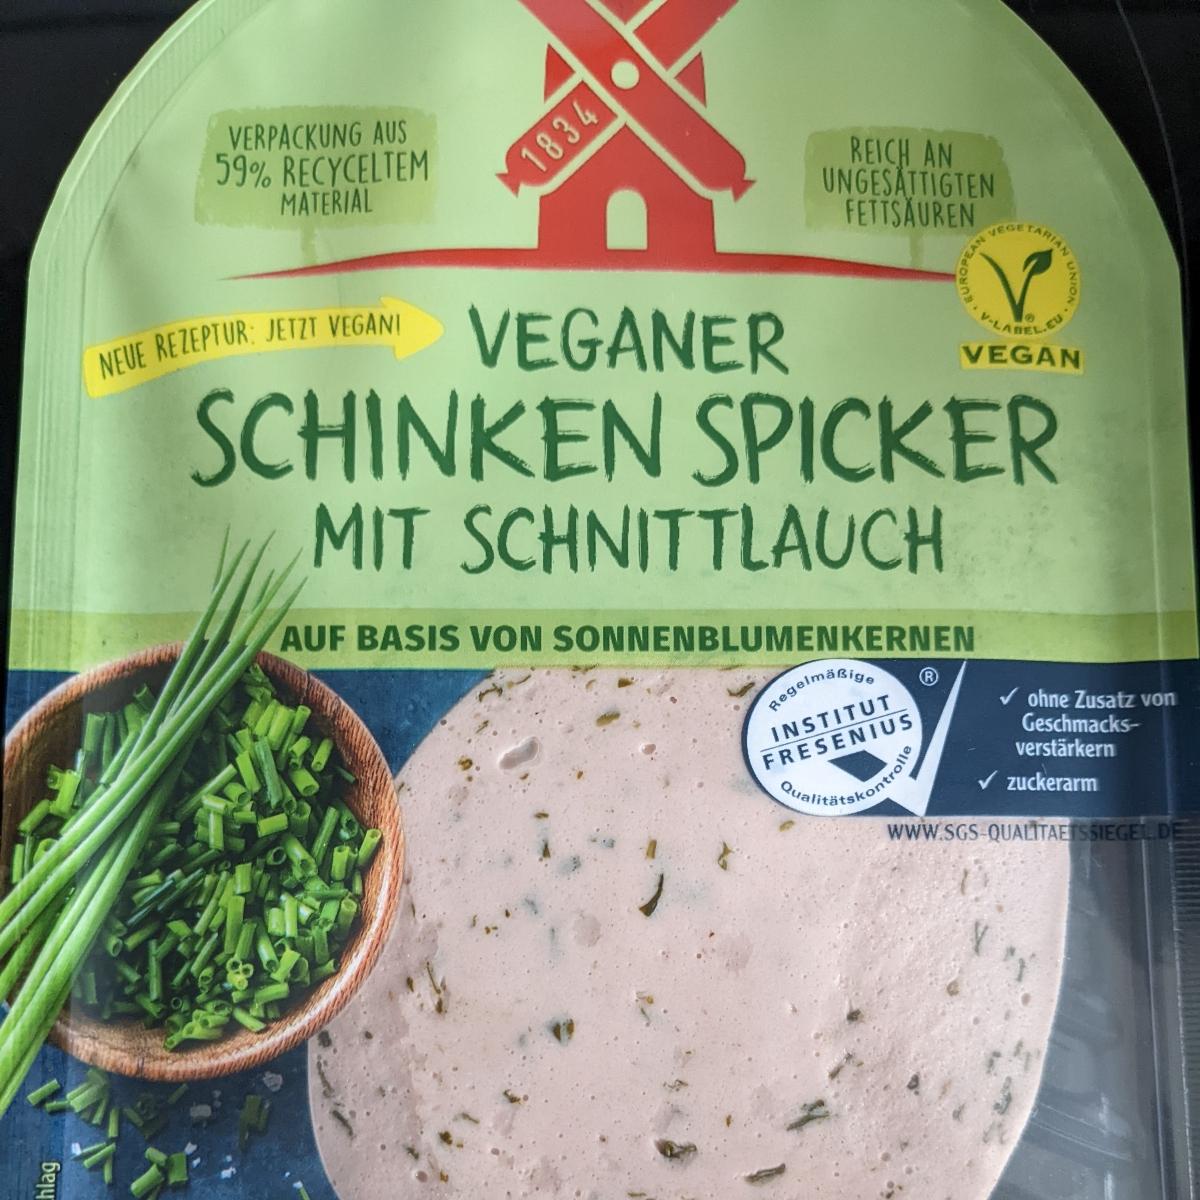 1834
VERPACKUNG AUS
59% RECYCELTEM
MATERIAL
REICH AN
UNGESÄTTIGTEN
FETTSÄUREN
EUROPEAN VEGETARIAN UNION
V-LABEL.EU
®
VEGAN
NEUE REZEPTUR: JETZT VEGAN!
VEGANER
SCHINKEN SPICKER
MIT SCHNITTLAUCH
AUF BASIS VON SONNENBLUMENKERNEN
Regelmäßige
INSTITUT
FRESENIUS
Qualitätskontrolle
®
✓ ohne Zusatz von
Geschmacks-
verstärkern
✓ zuckerarm
WWW.SGS-QUALITAETSSIEGEL.DE